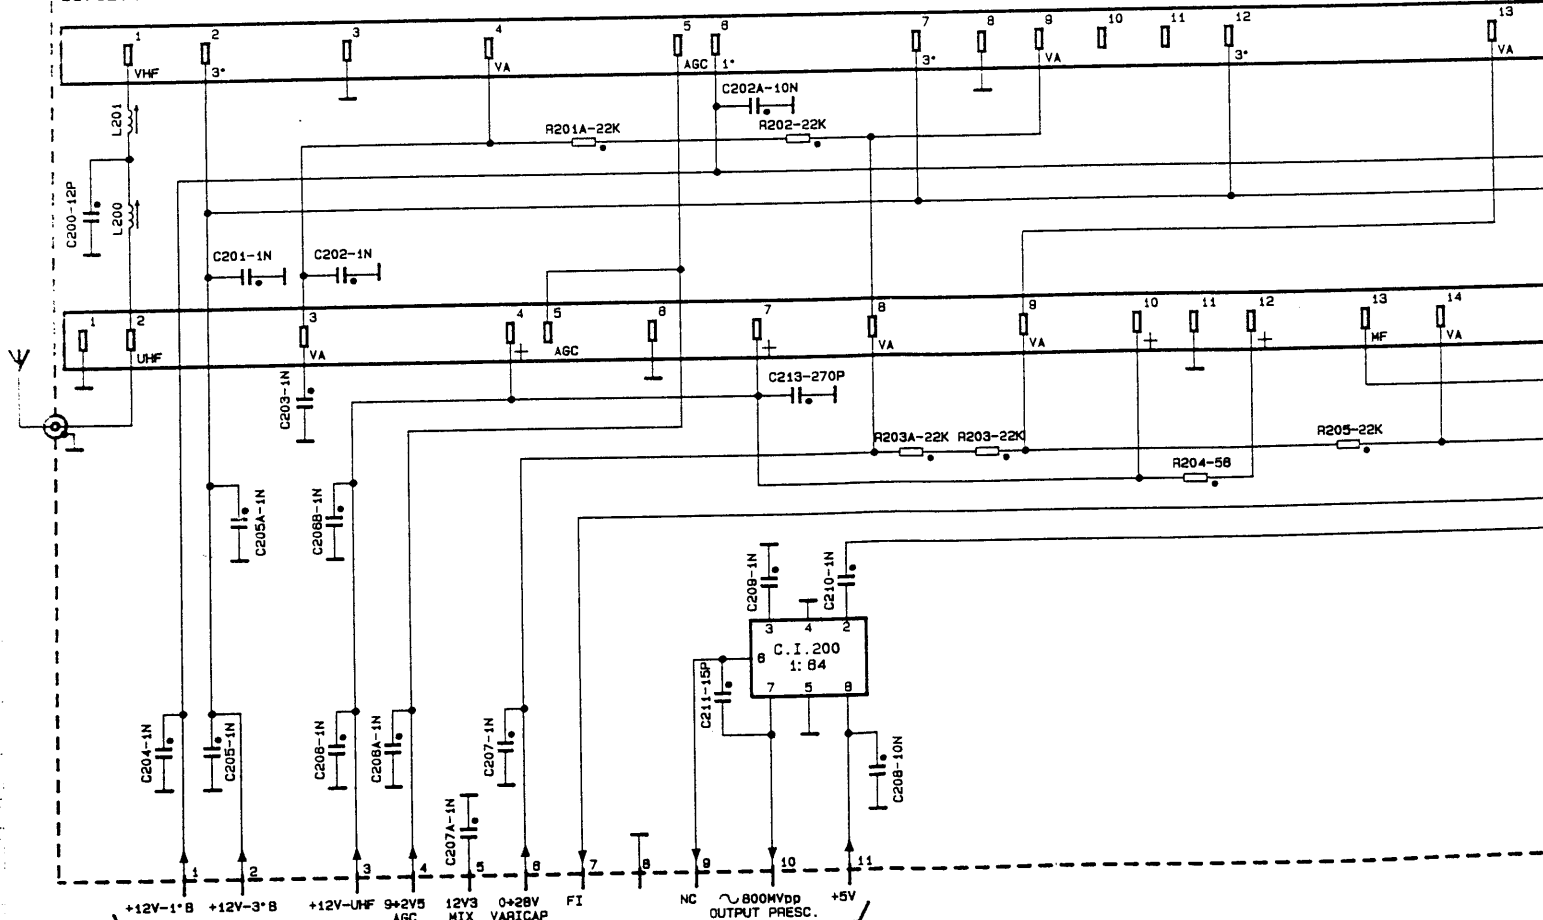 1 2 3 4 5 6 7 8 9 10 11 12 13
VHF 3° VA AGC 1° 3° VA 3° VA
C202A-10N
L201
R201A-22K R202-22K
C200-12P
L200
C201-1N C202-1N
1 2 3 4 5 6 7 8 9 10 11 12 13 14
UHF VA + AGC + VA VA + + MF VA
C203-1N
C213-270P
R203A-22K R203-22K R205-22K
R204-56
C205A-1N
C206B-1N
C209-1N
C210-1N
3 4 2
C.I.200
6
1:64
7 5 8
C211-15P
C204-1N
C205-1N
C206-1N
C206A-1N
C207-1N
C208-10N
C207A-1N
1 2 3 4 5 6 7 8 9 10 11
+12V-1°B +12V-3°B +12V-UHF 9÷2V5 12V3 0÷28V FI NC ~800MVpp +5V
AGC MIX VARICAP OUTPUT PRESC.